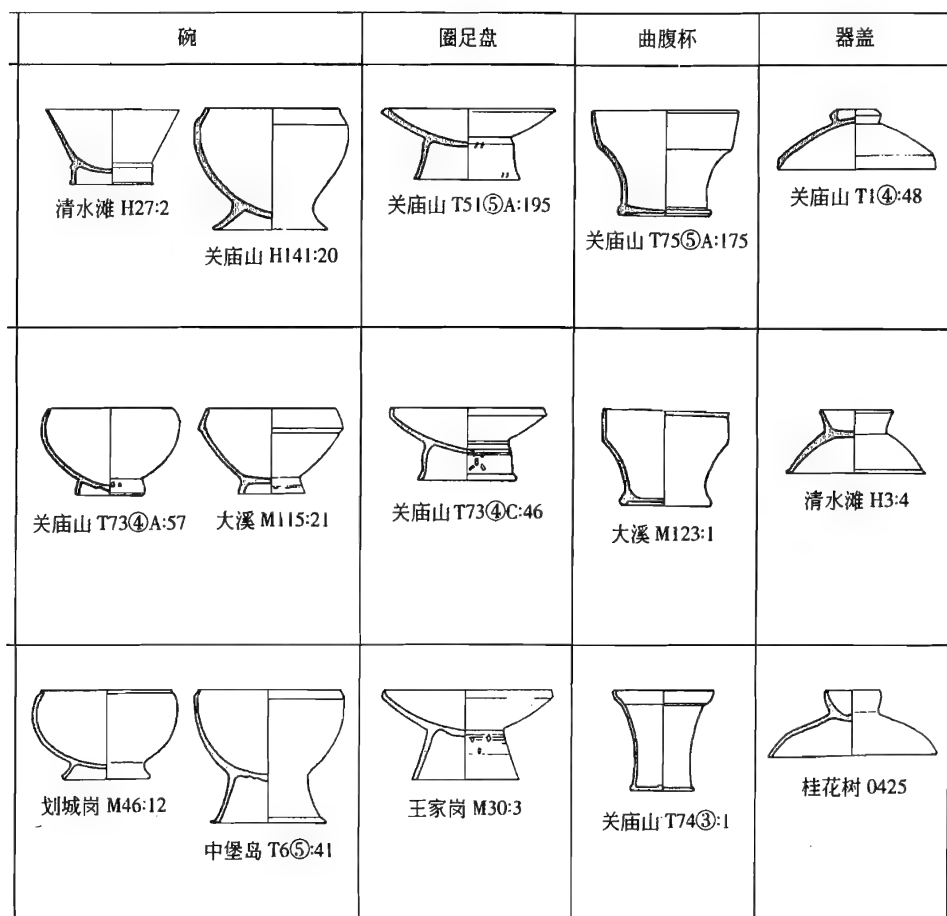 碗 圈足盘 曲腹杯 器盖
清水滩 H27:2
关庙山 H141:20
关庙山 T51⑤A:195
关庙山 T75⑤A:175
关庙山 T1④:48
关庙山 T73④A:57
大溪 M115:21
关庙山 T73④C:46
大溪 M123:1
清水滩 H3:4
划城岗 M46:12
中堡岛 T6⑤:41
王家岗 M30:3
关庙山 T74③:1
桂花树 0425